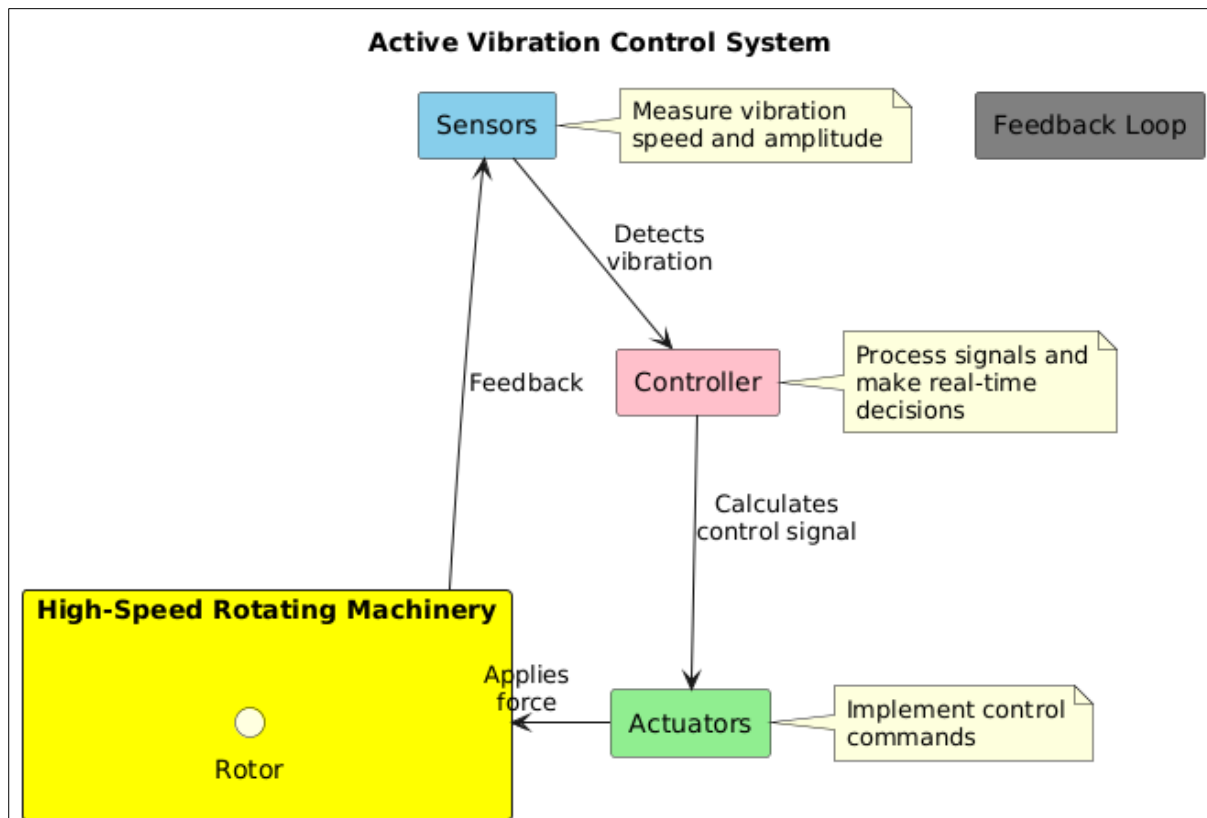 Active Vibration Control System
Sensors
Measure vibration
speed and amplitude
Feedback Loop
Detects
vibration
Controller
Process signals and
make real-time
decisions
Feedback
Calculates
control signal
High-Speed Rotating Machinery
Applies
force
Actuators
Implement control
commands
Rotor